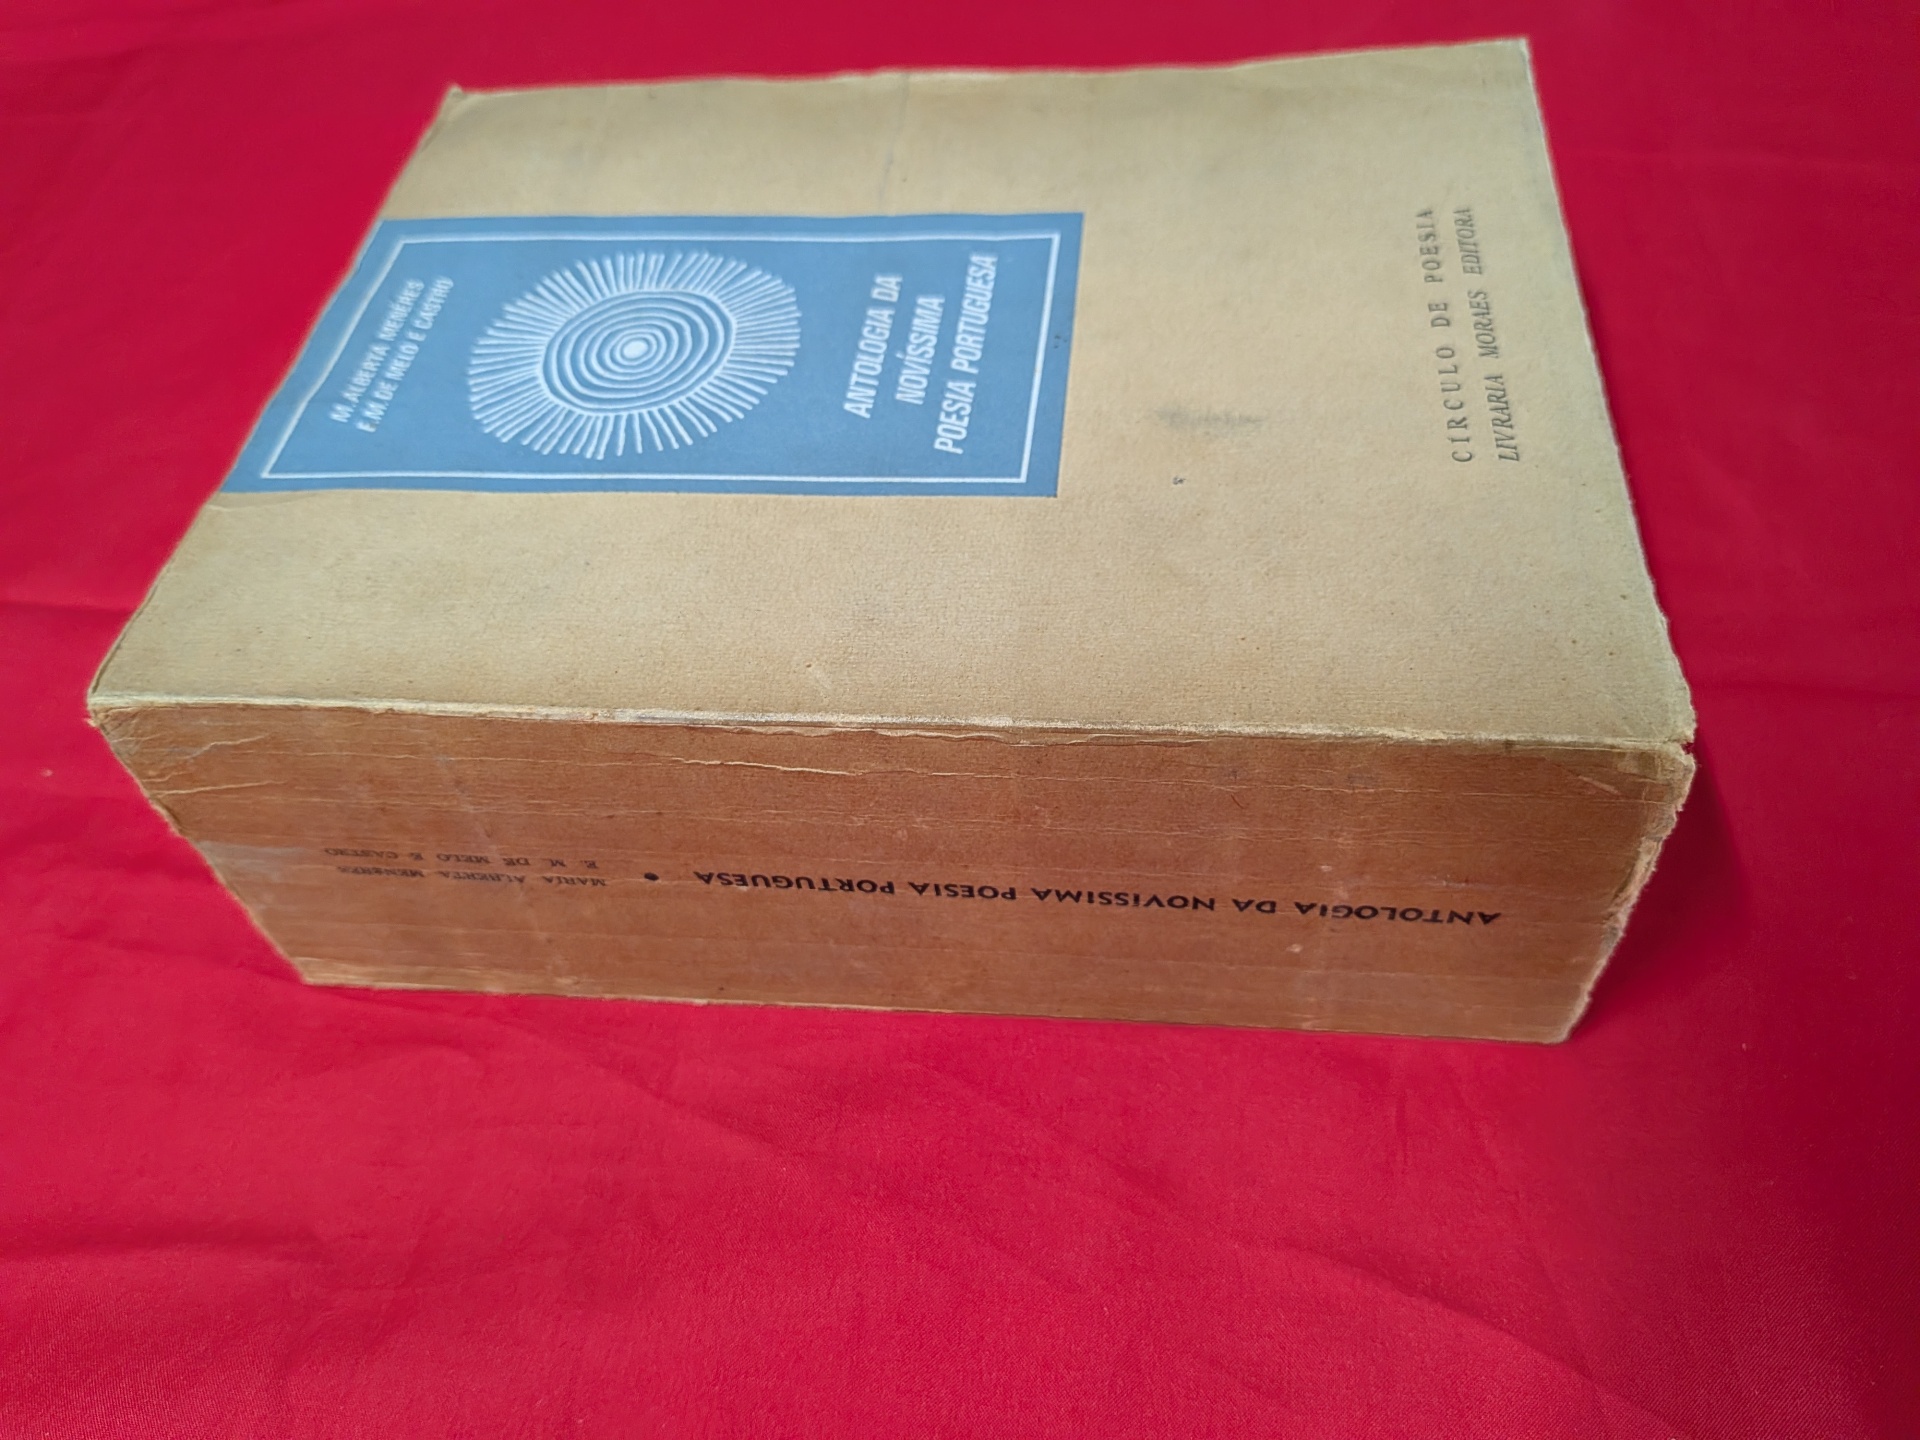 M. ALBERTA MENÉRES
E. M. DE MELO E CASTRO
ANTOLOGIA DA
NOVÍSSIMA
POESIA PORTUGUESA
CÍRCULO DE POESIA
LIVRARIA MORAES EDITORA
ANTOLOGIA DA NOVÍSSIMA POESIA PORTUGUESA •
MARIA ALBERTA MENÉRES
E. M. DE MELO E CASTRO